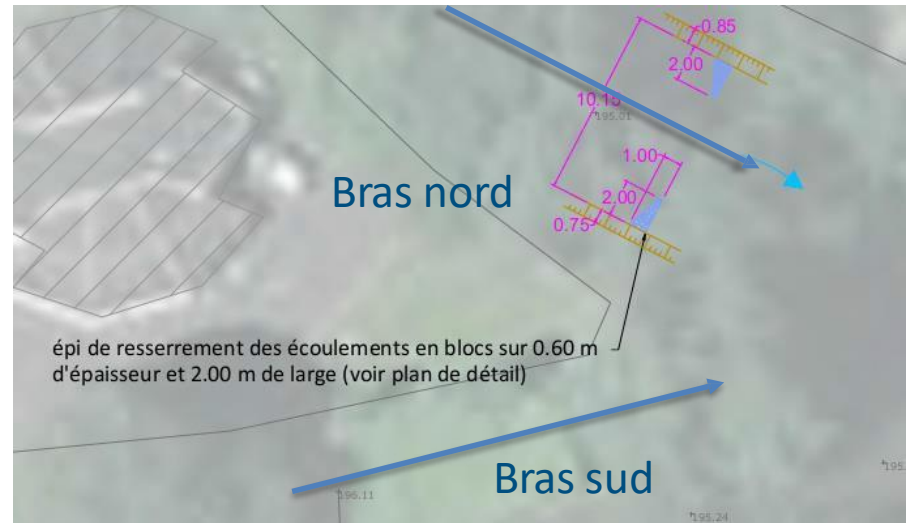 0.85
2.00
10.15
195.01
1.00
Bras nord
2.00
0.75
épi de resserrement des écoulements en blocs sur 0.60 m
d'épaisseur et 2.00 m de large (voir plan de détail)
Bras sud
195.
196.11
195.24